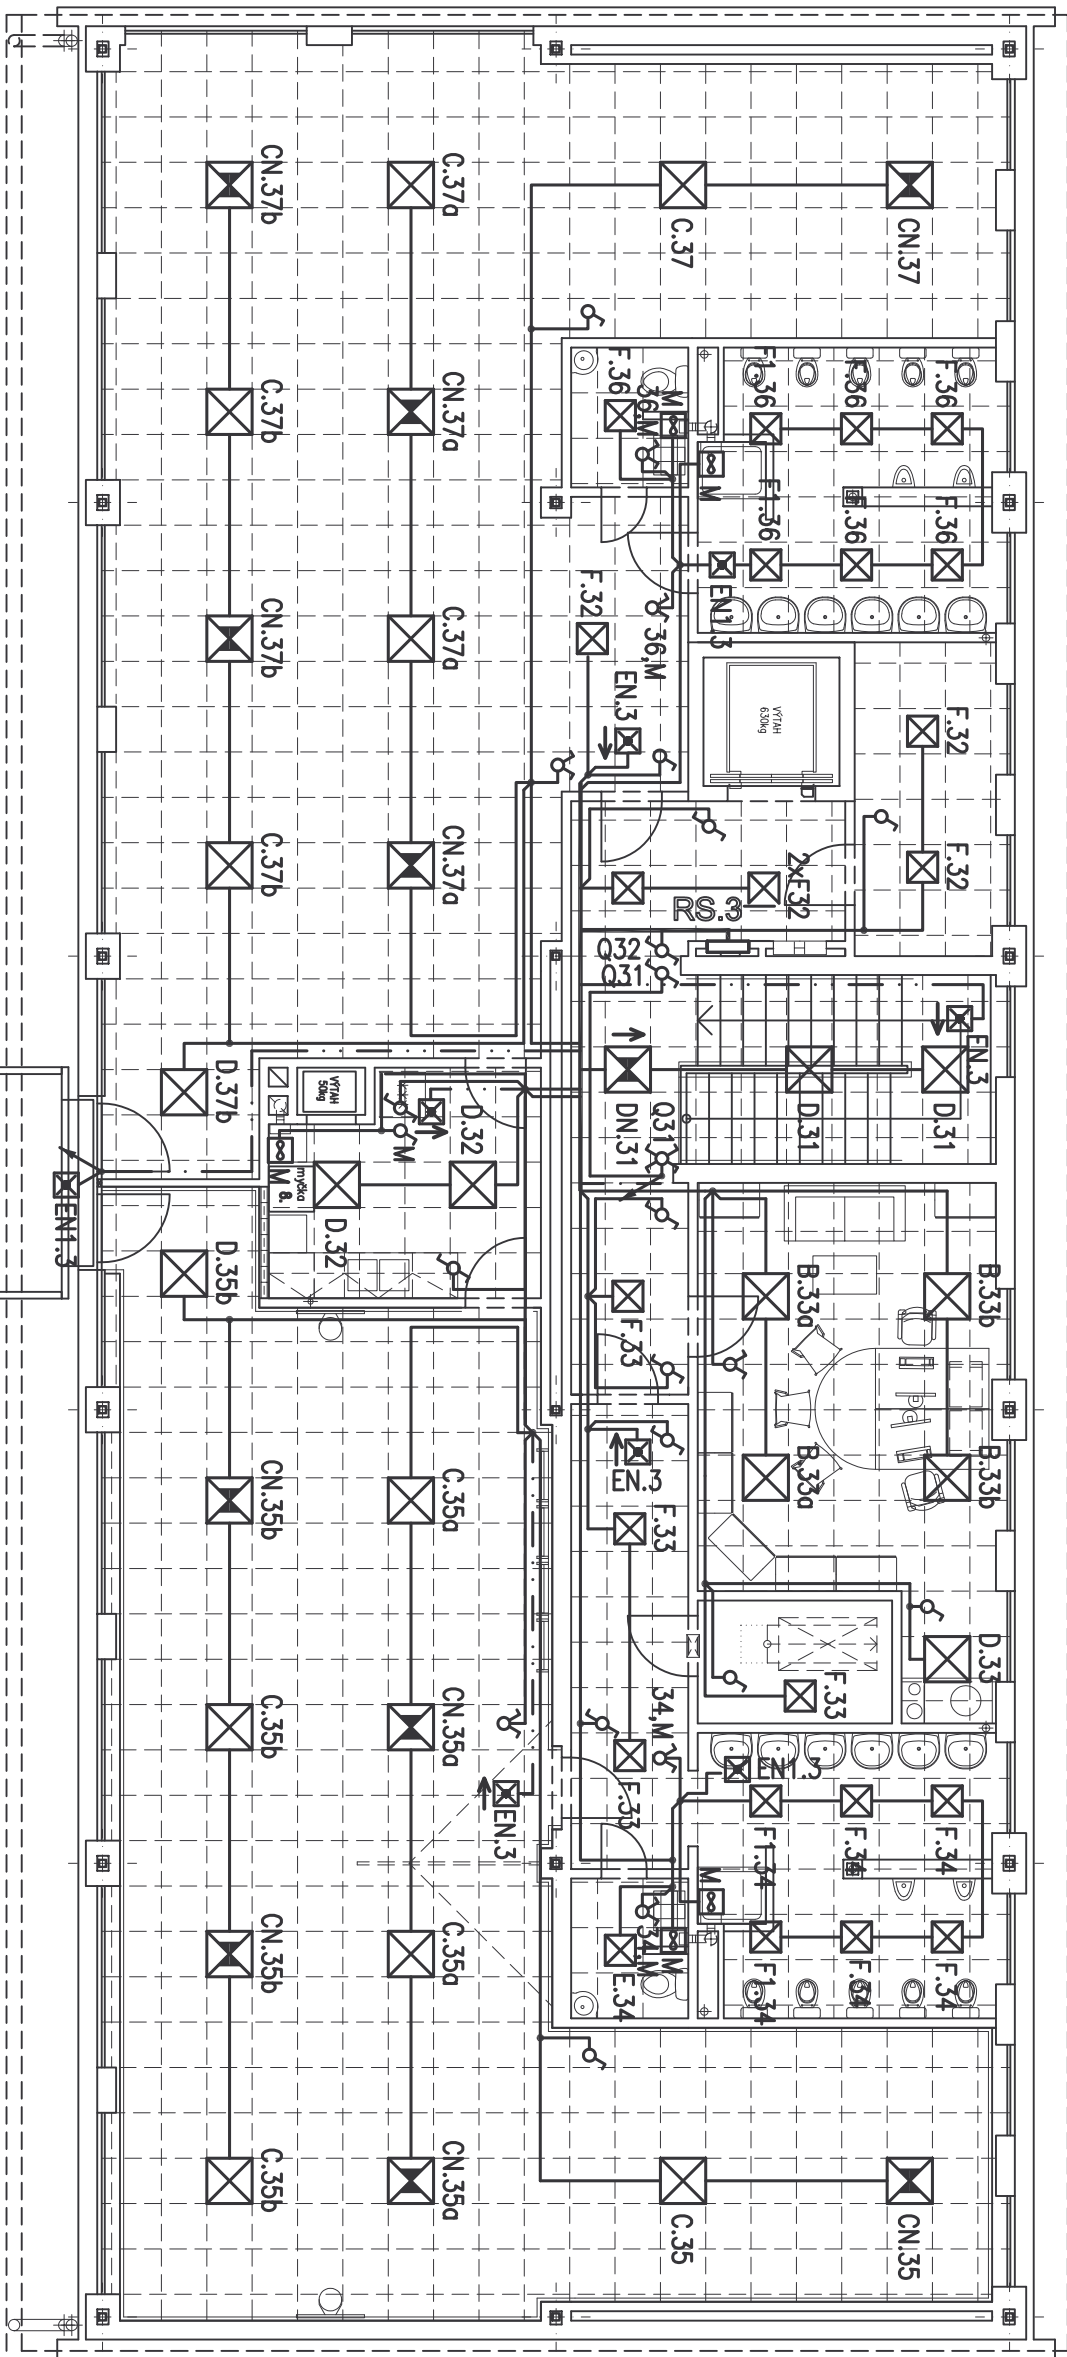 CN.37b
C.37a
C.37
CN.37
C.37b
CN.37a
F.36
36,M
M
F1.36
F.36
F.36
M
F1.36
F.36
F.36
CN.37b
C.37a
F.32
36,M
EN1.3
EN.3
VÝTAH
630kg
F.32
C.37b
CN.37a
2xF32
F.32
RS.3
Q32
Q31
EN.3
D.37b
VÝTAH
50kg
D.32
M
DN.31
Q31
D.31
D.31
M
myčka
8.
EN1.3
D.35b
D.32
F.33
B.33a
B.33b
CN.35b
C.35a
EN.3
F.33
B.33a
B.33b
C.35b
CN.35a
34,M
F.33
D.33
EN.3
F.33
EN1.3
F1.34
F.34
F.34
M
CN.35b
C.35a
E.34
34,M
M
F1.34
F.34
F.34
C.35b
CN.35a
C.35
CN.35